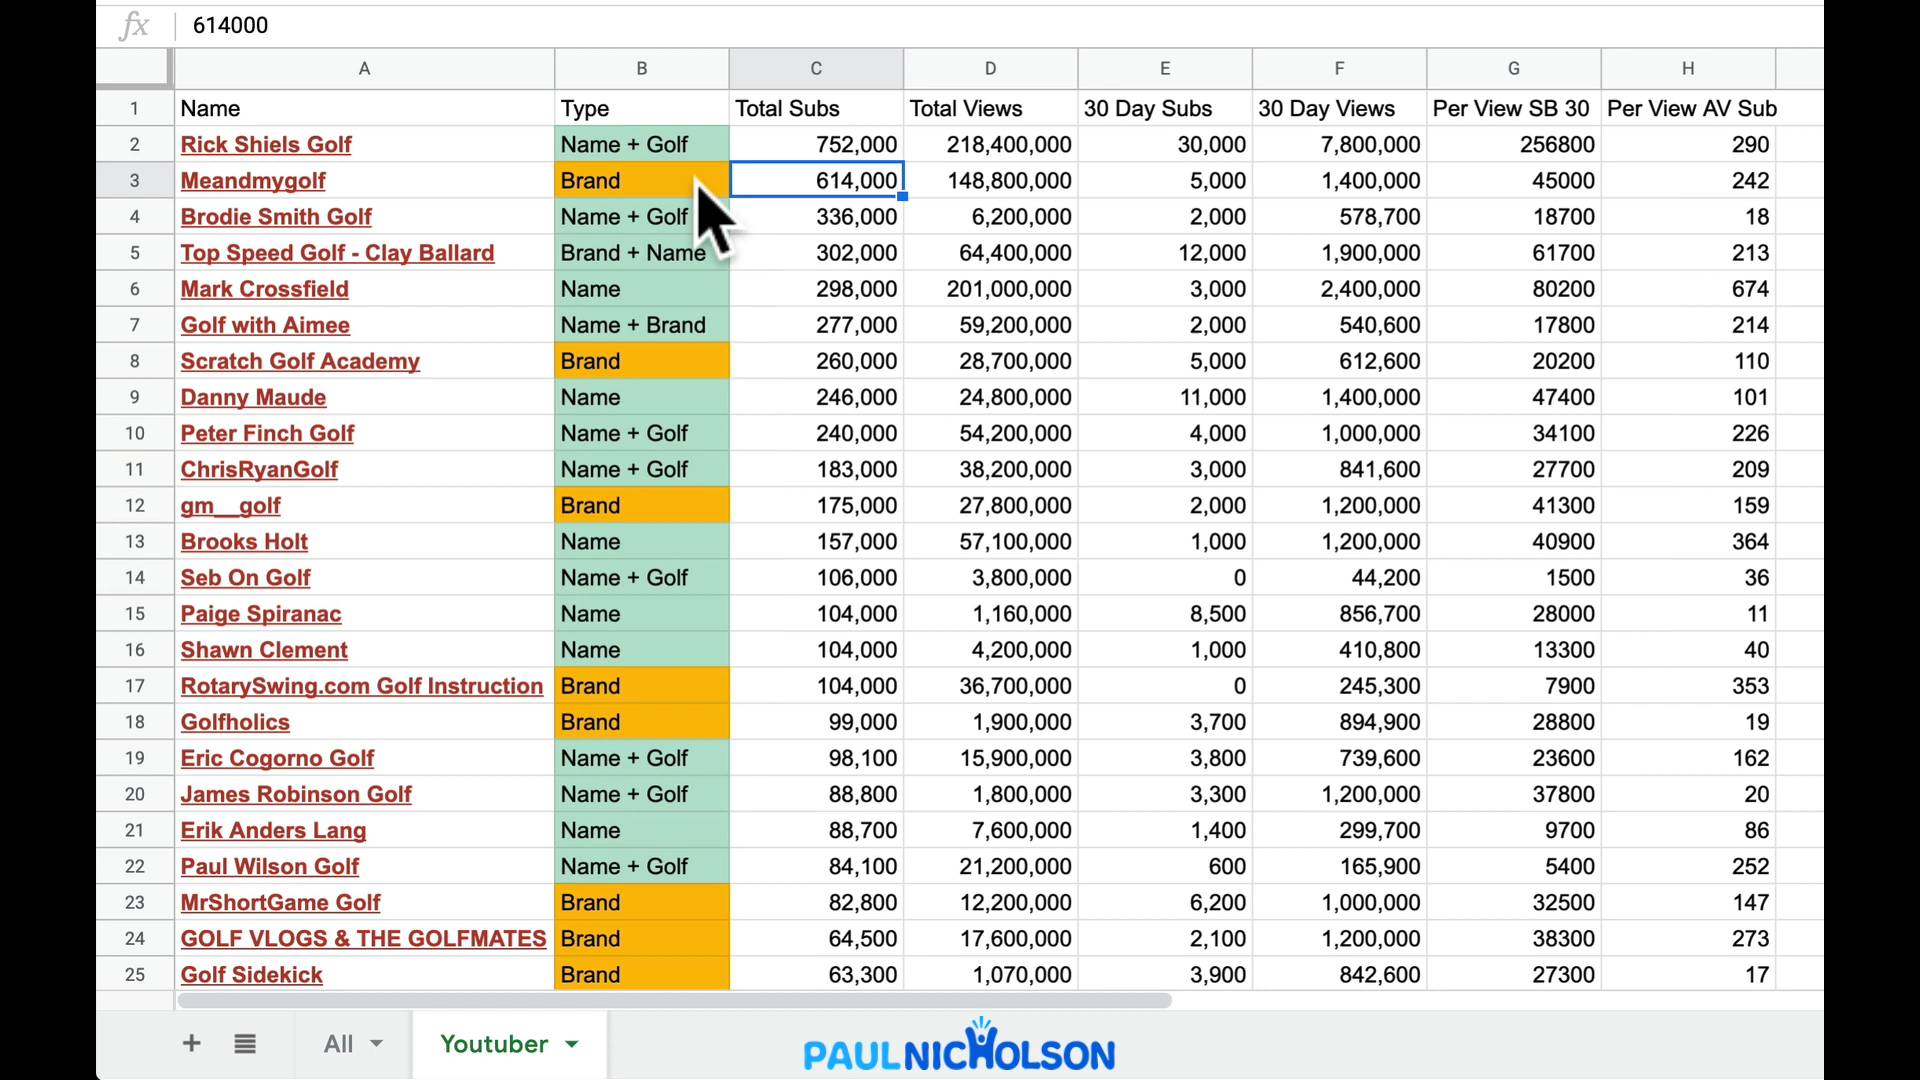 fx 614000
A B C D E F G H
1 Name Type Total Subs Total Views 30 Day Subs 30 Day Views Per View SB 30 Per View AV Sub
2 Rick Shiels Golf Name + Golf 752,000 218,400,000 30,000 7,800,000 256800 290
3 Meandmygolf Brand 614,000 148,800,000 5,000 1,400,000 45000 242
4 Brodie Smith Golf Name + Golf 336,000 6,200,000 2,000 578,700 18700 18
5 Top Speed Golf - Clay Ballard Brand + Name 302,000 64,400,000 12,000 1,900,000 61700 213
6 Mark Crossfield Name 298,000 201,000,000 3,000 2,400,000 80200 674
7 Golf with Aimee Name + Brand 277,000 59,200,000 2,000 540,600 17800 214
8 Scratch Golf Academy Brand 260,000 28,700,000 5,000 612,600 20200 110
9 Danny Maude Name 246,000 24,800,000 11,000 1,400,000 47400 101
10 Peter Finch Golf Name + Golf 240,000 54,200,000 4,000 1,000,000 34100 226
11 ChrisRyanGolf Name + Golf 183,000 38,200,000 3,000 841,600 27700 209
12 gm__golf Brand 175,000 27,800,000 2,000 1,200,000 41300 159
13 Brooks Holt Name 157,000 57,100,000 1,000 1,200,000 40900 364
14 Seb On Golf Name + Golf 106,000 3,800,000 0 44,200 1500 36
15 Paige Spiranac Name 104,000 1,160,000 8,500 856,700 28000 11
16 Shawn Clement Name 104,000 4,200,000 1,000 410,800 13300 40
17 RotarySwing.com Golf Instruction Brand 104,000 36,700,000 0 245,300 7900 353
18 Golfholics Brand 99,000 1,900,000 3,700 894,900 28800 19
19 Eric Cogorno Golf Name + Golf 98,100 15,900,000 3,800 739,600 23600 162
20 James Robinson Golf Name + Golf 88,800 1,800,000 3,300 1,200,000 37800 20
21 Erik Anders Lang Name 88,700 7,600,000 1,400 299,700 9700 86
22 Paul Wilson Golf Name + Golf 84,100 21,200,000 600 165,900 5400 252
23 MrShortGame Golf Brand 82,800 12,200,000 6,200 1,000,000 32500 147
24 GOLF VLOGS & THE GOLFMATES Brand 64,500 17,600,000 2,100 1,200,000 38300 273
25 Golf Sidekick Brand 63,300 1,070,000 3,900 842,600 27300 17
+ All Youtuber PAULNICHOLSON